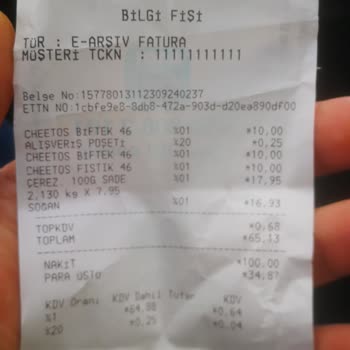 BİLGİ FİŞİ
TÜR : E-ARŞİV FATURA
MÜŞTERİ TCKN : 11111111111
Belge No:15778013112309240237
ETTN NO:1cbfe9e8-8db8-472a-903d-d20ea890df00
CHEETOS BİFTEK 46 %01 *10,00
ALIŞVERİŞ POŞETİ %20 *0,25
CHEETOS BİFTEK 46 %01 *10,00
CHEETOS FISTIK 46 %01 *10,00
ÇEREZ. 100G SADE %01 *17,95
2,130 kg X 7,95
SOĞAN %01 *16,93
TOPKDV *0,68
TOPLAM *65,13
NAKİT *100,00
PARA ÜSTÜ *34,87
KDV Oranı KDV Dahil Tutar KDV
%1 *64,88 *0,64
%20 *0,25 *0,04